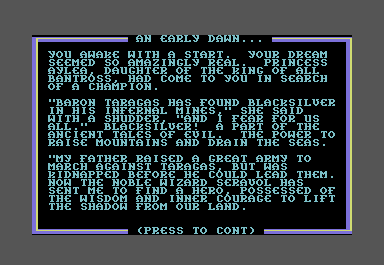 AN EARLY DAWN...
YOU AWAKE WITH A START.  YOUR DREAM
SEEMED SO AMAZINGLY REAL.  PRINCESS
AYLEA, DAUGHTER OF THE KING OF ALL
BANTROSS, HAD COME TO YOU IN SEARCH
OF A CHAMPION.
"BARON TARAGAS HAS FOUND BLACKSILVER
IN HIS INFERNAL MINES," SHE SAID
WITH A SHUDDER, "AND I FEAR FOR US
ALL."  BLACKSILVER!  A PART OF THE
ANCIENT TALES OF EVIL.  THE POWER TO
RAISE MOUNTAINS AND DRAIN THE SEAS.
"MY FATHER RAISED A GREAT ARMY TO
MARCH AGAINST TARAGAS, BUT WAS
KIDNAPPED BEFORE HE COULD LEAD THEM.
NOW THE NOBLE WIZARD SERAVOL HAS
SENT ME TO FIND A HERO, POSSESSED OF
THE WISDOM AND INNER COURAGE TO LIFT
THE SHADOW FROM OUR LAND.
(PRESS TO CONT)